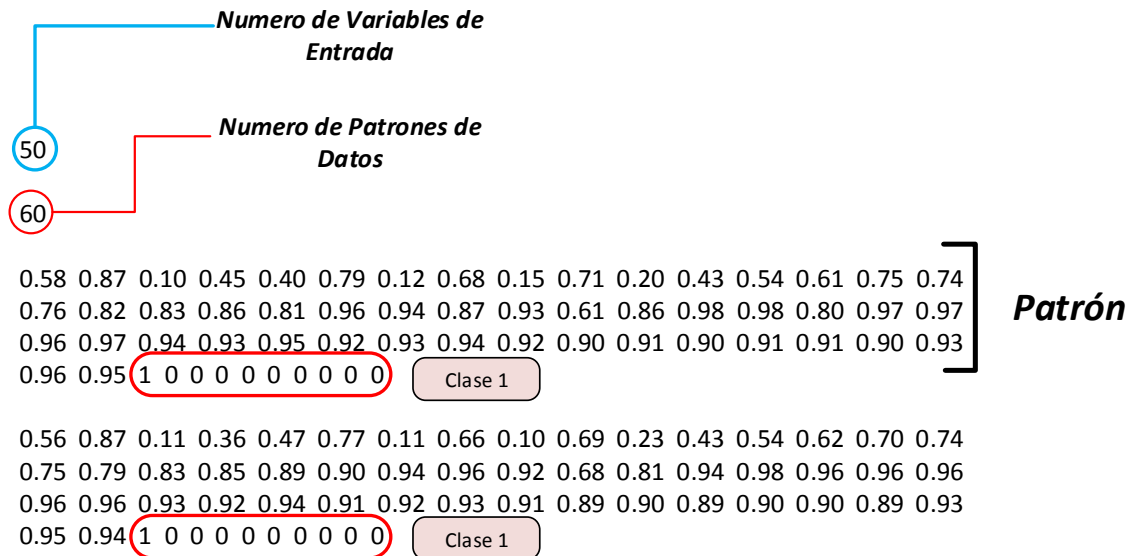 Numero de Variables de
Entrada
Numero de Patrones de
Datos
50
60
0.58 0.87 0.10 0.45 0.40 0.79 0.12 0.68 0.15 0.71 0.20 0.43 0.54 0.61 0.75 0.74
0.76 0.82 0.83 0.86 0.81 0.96 0.94 0.87 0.93 0.61 0.86 0.98 0.98 0.80 0.97 0.97
0.96 0.97 0.94 0.93 0.95 0.92 0.93 0.94 0.92 0.90 0.91 0.90 0.91 0.91 0.90 0.93
0.96 0.95 1 0 0 0 0 0 0 0 0 0 Clase 1
Patrón
0.56 0.87 0.11 0.36 0.47 0.77 0.11 0.66 0.10 0.69 0.23 0.43 0.54 0.62 0.70 0.74
0.75 0.79 0.83 0.85 0.89 0.90 0.94 0.96 0.92 0.68 0.81 0.94 0.98 0.96 0.96 0.96
0.96 0.96 0.93 0.92 0.94 0.91 0.92 0.93 0.91 0.89 0.90 0.89 0.90 0.90 0.89 0.93
0.95 0.94 1 0 0 0 0 0 0 0 0 0 Clase 1